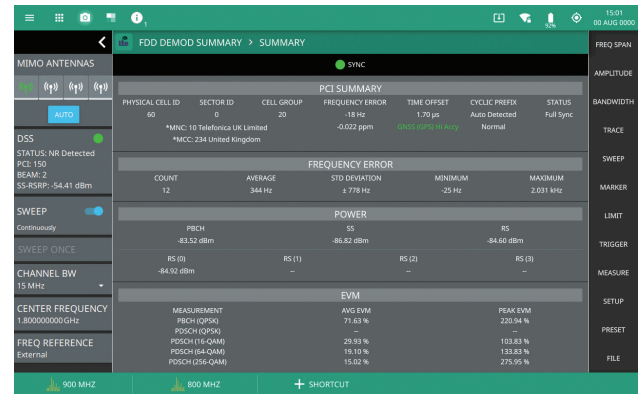 1
92%
15:01
00 AUG 0000
FDD DEMOD SUMMARY > SUMMARY
FREQ SPAN
AMPLITUDE
BANDWIDTH
TRACE
SWEEP
MARKER
LIMIT
TRIGGER
MEASURE
SETUP
PRESET
FILE
MIMO ANTENNAS
AUTO
DSS
STATUS: NR Detected
PCI: 150
BEAM: 2
SS-RSRP: -54.41 dBm
SWEEP
Continuously
SWEEP ONCE
CHANNEL BW
15 MHz
CENTER FREQUENCY
1.800000000 GHz
FREQ REFERENCE
External
SYNC
PCI SUMMARY
PHYSICAL CELL ID SECTOR ID CELL GROUP FREQUENCY ERROR TIME OFFSET CYCLIC PREFIX STATUS
60 0 20 -18 Hz 1.70 µs Auto Detected Full Sync
*MNC: 10 Telefonica UK Limited -0.022 ppm GNSS (GPS) Hi Accy Normal
*MCC: 234 United Kingdom
FREQUENCY ERROR
COUNT AVERAGE STD DEVIATION MINIMUM MAXIMUM
12 344 Hz ± 778 Hz -25 Hz 2.031 kHz
POWER
PBCH SS RS
-83.52 dBm -86.82 dBm -84.60 dBm
RS (0) RS (1) RS (2) RS (3)
-84.92 dBm -- -- --
EVM
MEASUREMENT AVG EVM PEAK EVM
PBCH (QPSK) 71.63 % 220.94 %
PDSCH (QPSK) -- --
PDSCH (16-QAM) 29.93 % 103.83 %
PDSCH (64-QAM) 19.10 % 133.83 %
PDSCH (256-QAM) 15.02 % 275.95 %
900 MHZ
800 MHZ
+ SHORTCUT